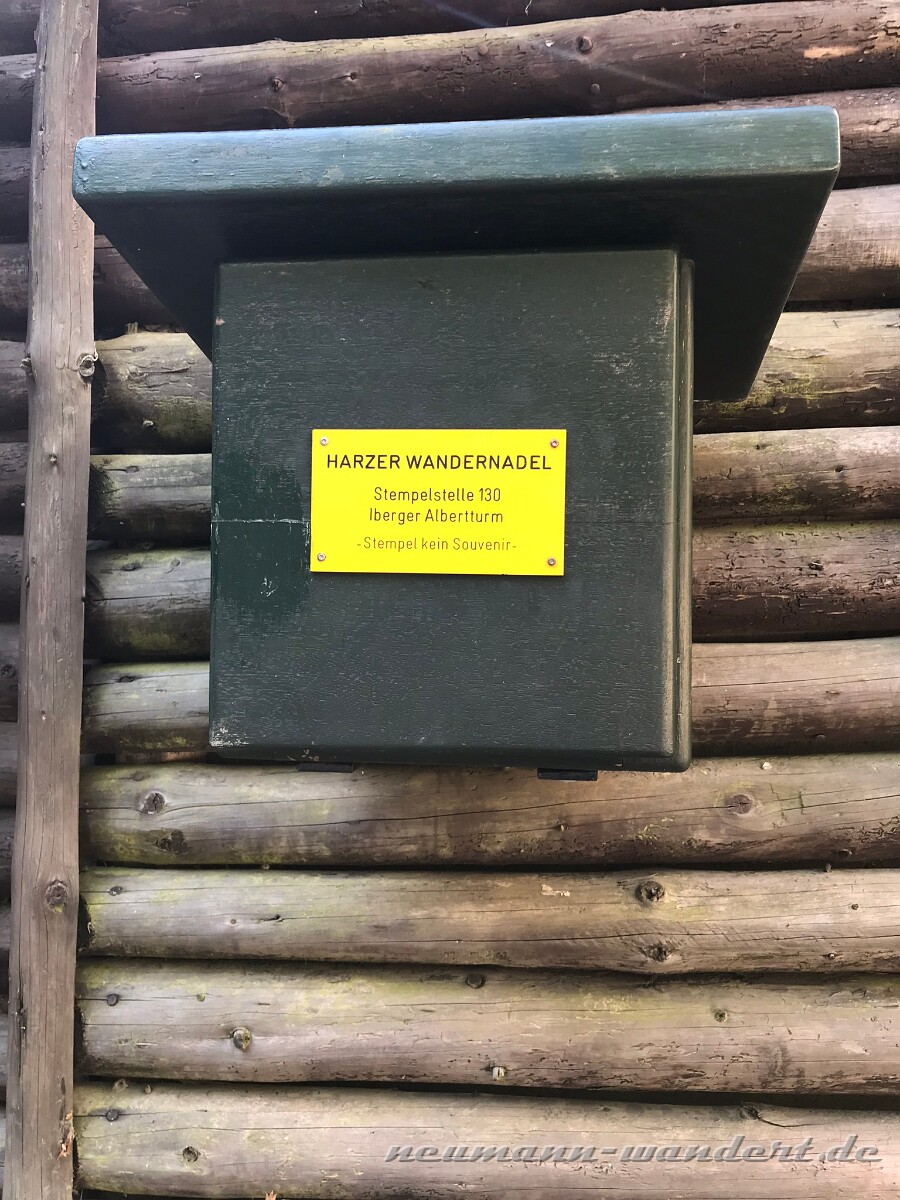 HARZER WANDERNADEL
Stempelstelle 130
Iberger Albertturm
-Stempel kein Souvenir-
neumann-wandert.de